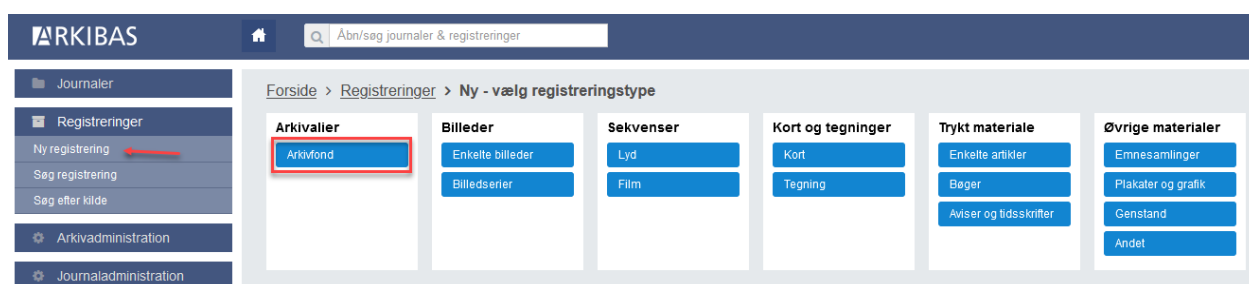 ARKIBAS
Åbn/søg journaler & registreringer
Journaler
Registreringer
Ny registrering
Søg registrering
Søg efter kilde
Arkivadministration
Journaladministration
Forside > Registreringer > Ny - vælg registreringstype
Arkivalier
Arkivfond
Billeder
Enkelte billeder
Billedserier
Sekvenser
Lyd
Film
Kort og tegninger
Kort
Tegning
Trykt materiale
Enkelte artikler
Bøger
Aviser og tidsskrifter
Øvrige materialer
Emnesamlinger
Plakater og grafik
Genstand
Andet